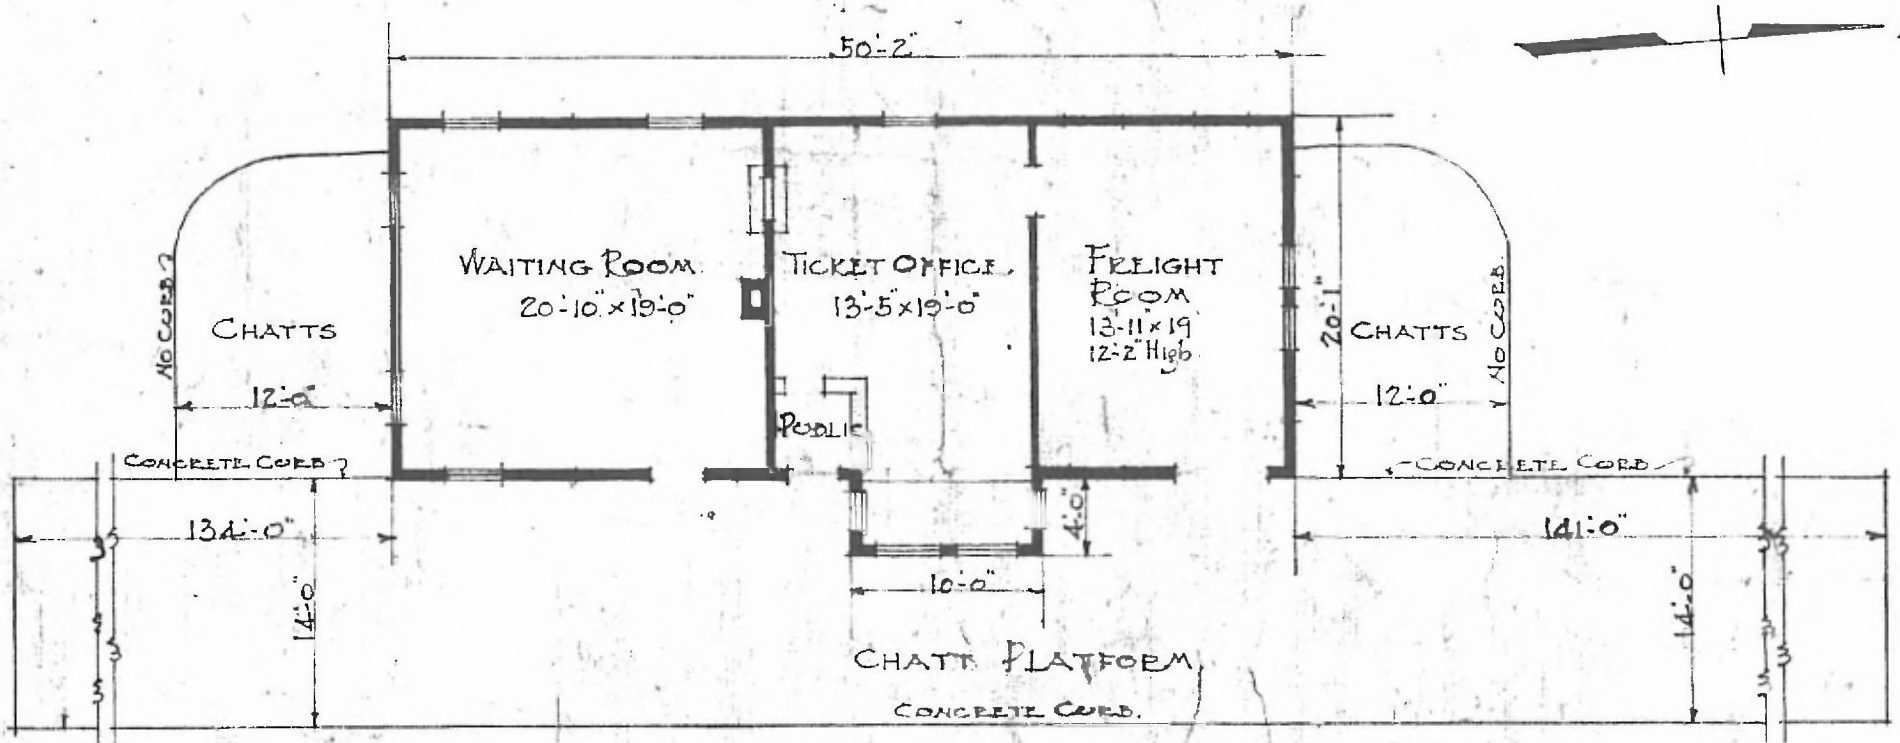 50'-2"
WAITING ROOM
20'-10" × 19'-0"
TICKET OFFICE
13'-5" × 19'-0"
FREIGHT
ROOM
13'-11" × 19
12'-2" High
20'-1"
NO CURB
CHATTS
12'-0"
CHATTS
12'-0"
NO CURB
PUBLIC
CONCRETE CURB
CONCRETE CURB
134'-0"
14'-0"
4'-0"
10'-0"
141'-0"
14'-0"
CHATT PLATFORM
CONCRETE CURB.